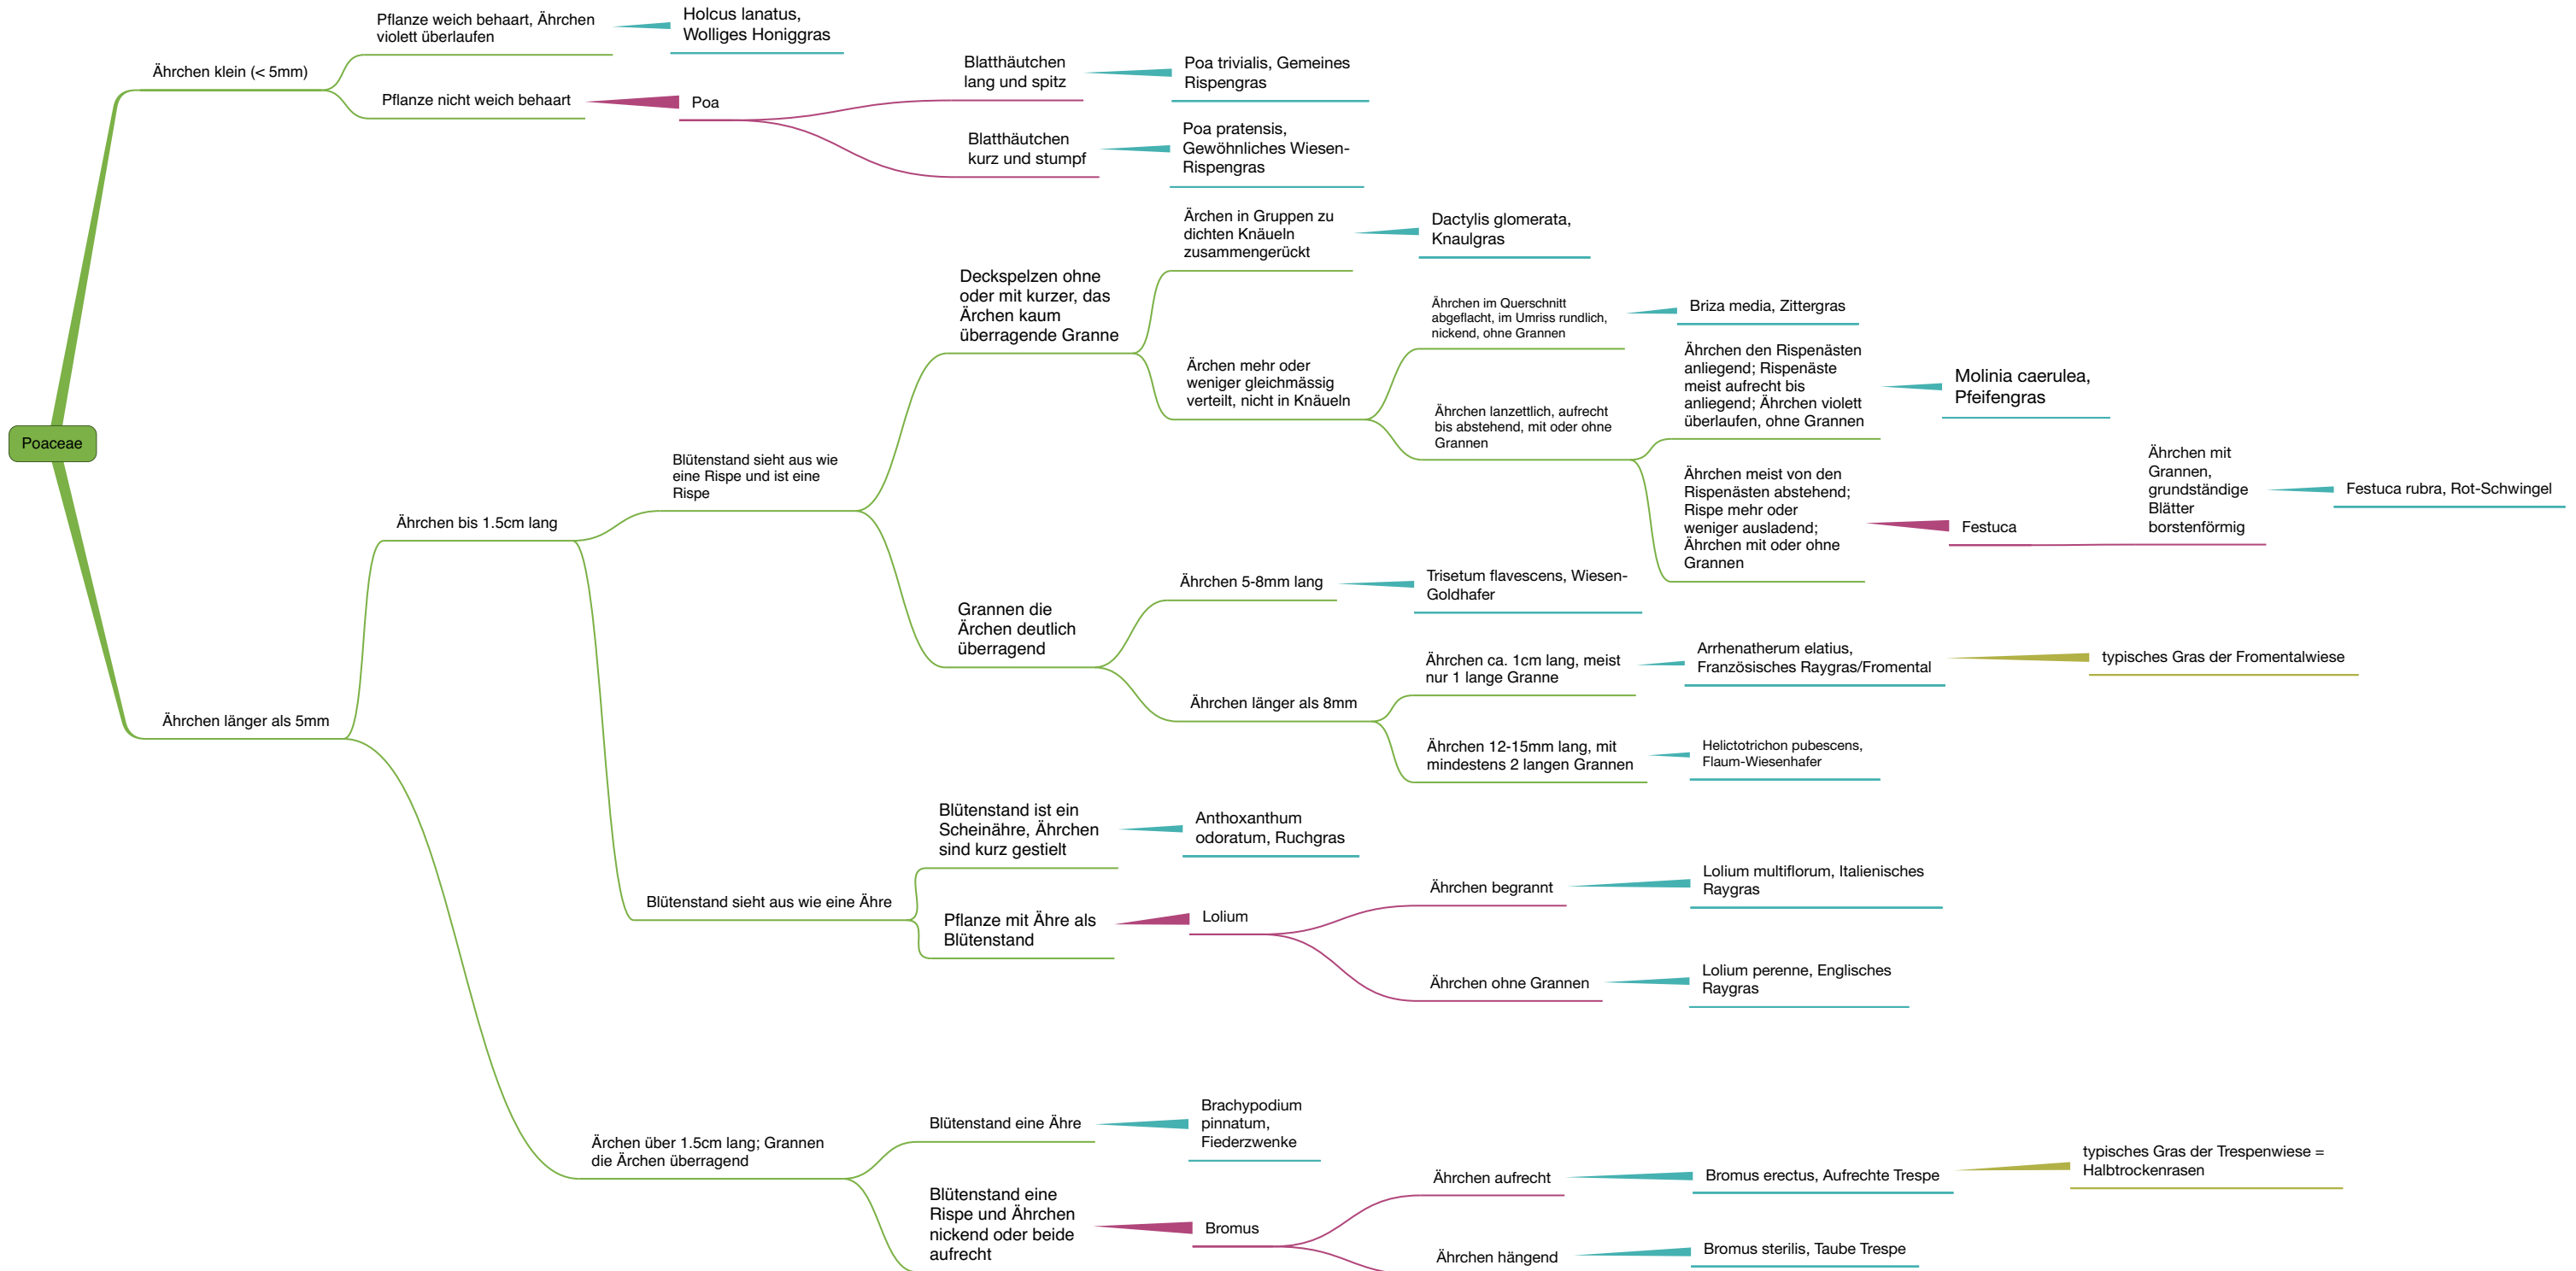 Poaceae
Ährchen klein (< 5mm)
Pflanze weich behaart, Ährchen
violett überlaufen
Holcus lanatus,
Wolliges Honiggras
Pflanze nicht weich behaart
Poa
Blatthäutchen
lang und spitz
Poa trivialis, Gemeines
Rispengras
Blatthäutchen
kurz und stumpf
Poa pratensis,
Gewöhnliches Wiesen-
Rispengras
Ährchen länger als 5mm
Ährchen bis 1.5cm lang
Blütenstand sieht aus wie
eine Rispe und ist eine
Rispe
Deckspelzen ohne
oder mit kurzer, das
Ärchen kaum
überragende Granne
Ärchen in Gruppen zu
dichten Knäueln
zusammengerückt
Dactylis glomerata,
Knaulgras
Ärchen mehr oder
weniger gleichmässig
verteilt, nicht in Knäueln
Ährchen im Querschnitt
abgeflacht, im Umriss rundlich,
nickend, ohne Grannen
Briza media, Zittergras
Ährchen lanzettlich, aufrecht
bis abstehend, mit oder ohne
Grannen
Ährchen den Rispenästen
anliegend; Rispenäste
meist aufrecht bis
anliegend; Ährchen violett
überlaufen, ohne Grannen
Molinia caerulea,
Pfeifengras
Ährchen meist von den
Rispenästen abstehend;
Rispe mehr oder
weniger ausladend;
Ährchen mit oder ohne
Grannen
Festuca
Ährchen mit
Grannen,
grundständige
Blätter
borstenförmig
Festuca rubra, Rot-Schwingel
Grannen die
Ärchen deutlich
überragend
Ährchen 5-8mm lang
Trisetum flavescens, Wiesen-
Goldhafer
Ährchen länger als 8mm
Ährchen ca. 1cm lang, meist
nur 1 lange Granne
Arrhenatherum elatius,
Französisches Raygras/Fromental
typisches Gras der Fromentalwiese
Ährchen 12-15mm lang, mit
mindestens 2 langen Grannen
Helictotrichon pubescens,
Flaum-Wiesenhafer
Blütenstand sieht aus wie eine Ähre
Blütenstand ist ein
Scheinähre, Ährchen
sind kurz gestielt
Anthoxanthum
odoratum, Ruchgras
Pflanze mit Ähre als
Blütenstand
Lolium
Ährchen begrannt
Lolium multiflorum, Italienisches
Raygras
Ährchen ohne Grannen
Lolium perenne, Englisches
Raygras
Ärchen über 1.5cm lang; Grannen
die Ärchen überragend
Blütenstand eine Ähre
Brachypodium
pinnatum,
Fiederzwenke
Blütenstand eine
Rispe und Ährchen
nickend oder beide
aufrecht
Bromus
Ährchen aufrecht
Bromus erectus, Aufrechte Trespe
typisches Gras der Trespenwiese =
Halbtrockenrasen
Ährchen hängend
Bromus sterilis, Taube Trespe